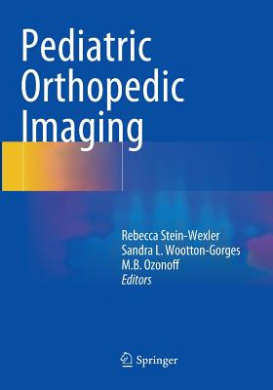 Pediatric
Orthopedic
Imaging
Rebecca Stein-Wexler
Sandra L. Wootton-Gorges
M.B. Ozonoff
Editors
Springer